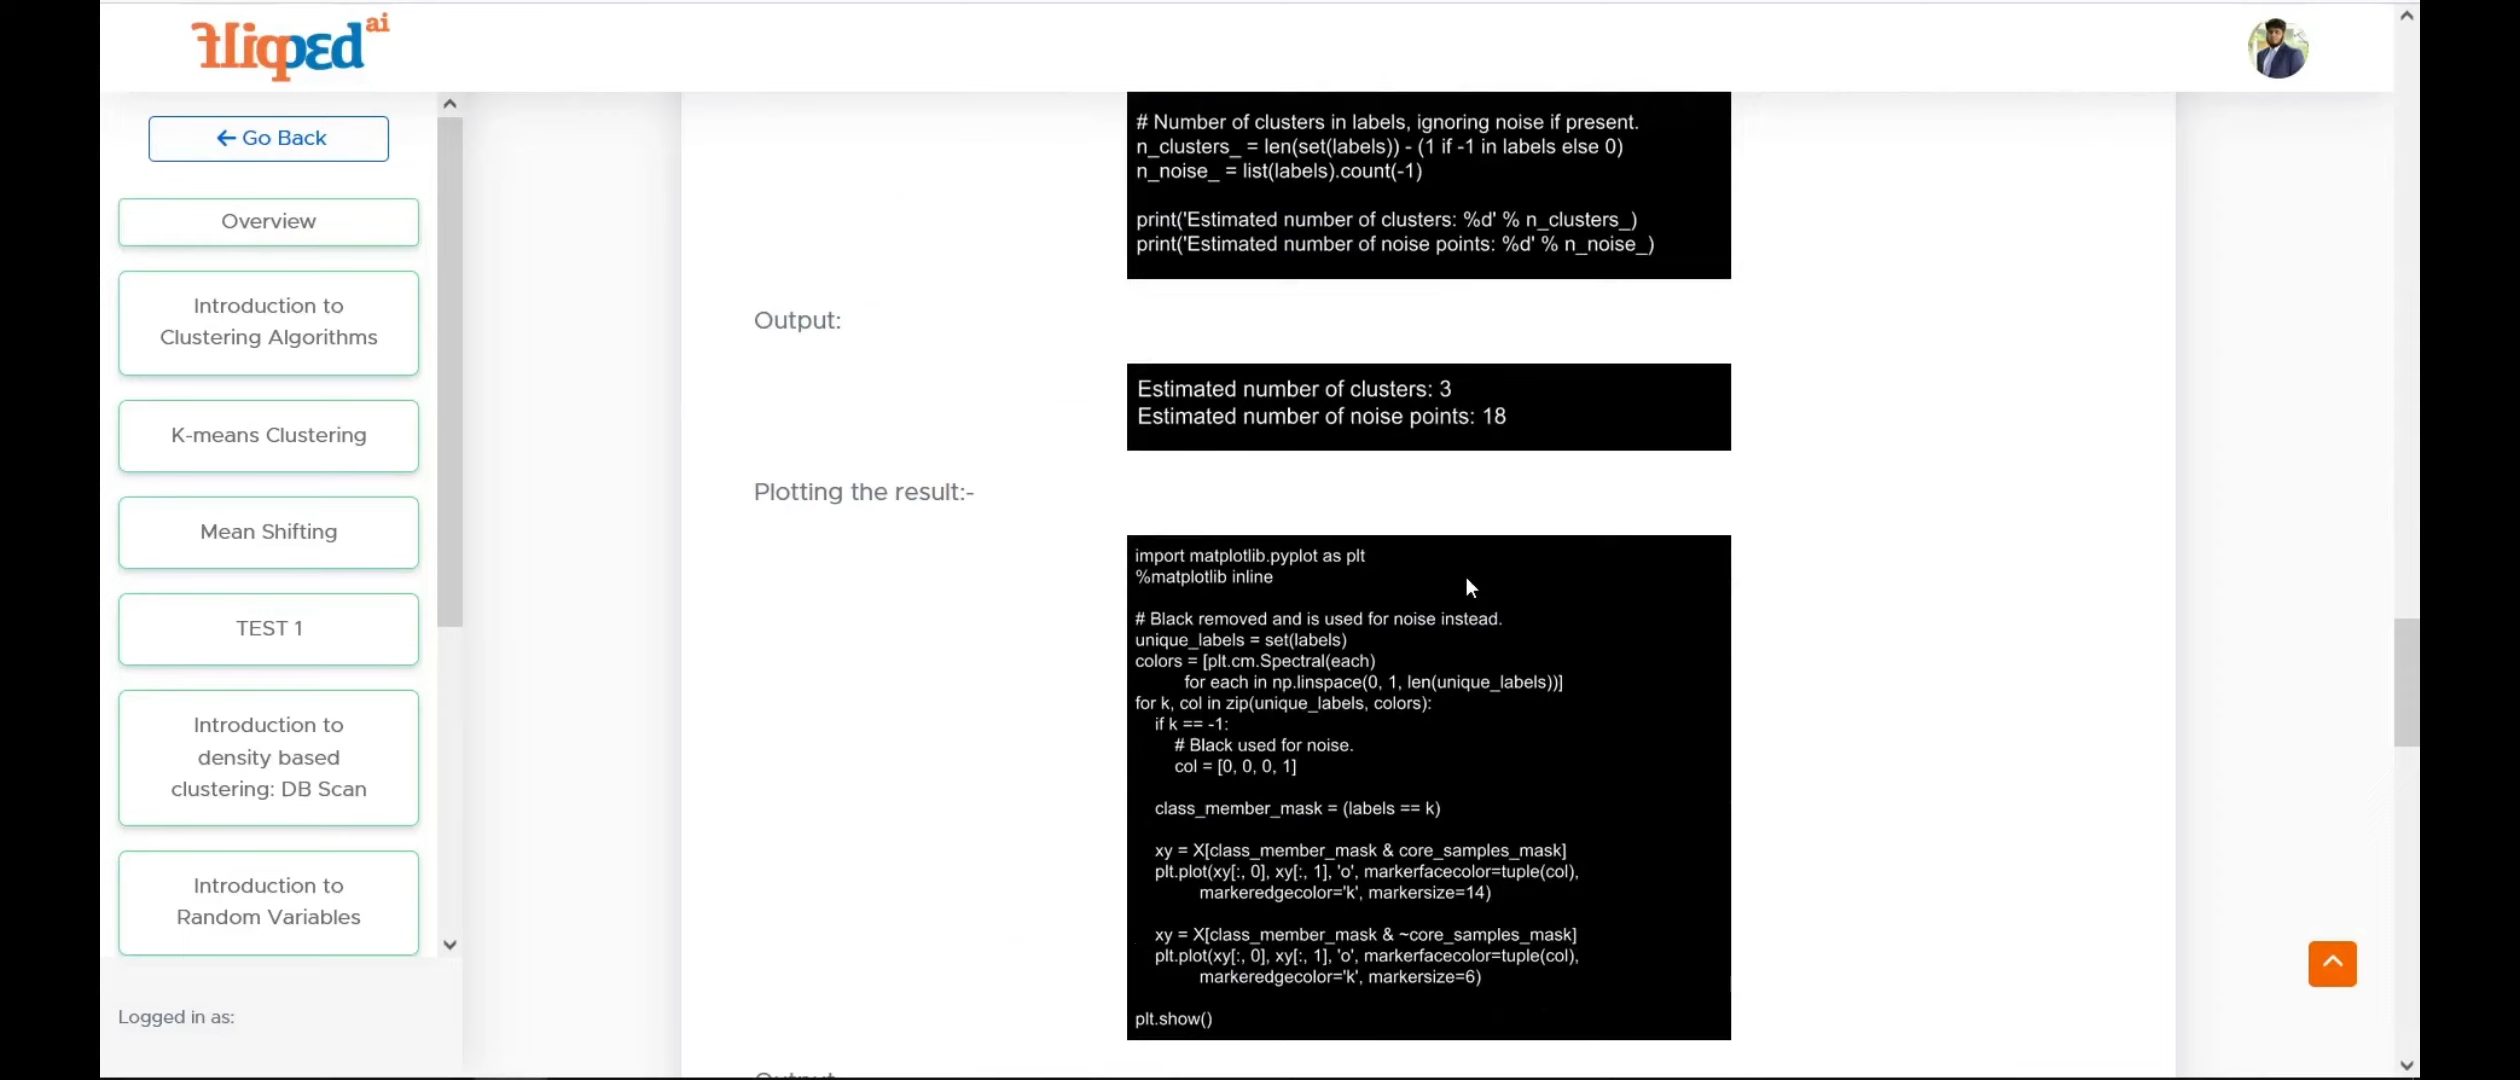 fliqped ai
Go Back
Overview
Introduction to
Clustering Algorithms
K-means Clustering
Mean Shifting
TEST 1
Introduction to
density based
clustering: DB Scan
Introduction to
Random Variables
Logged in as:
# Number of clusters in labels, ignoring noise if present.
n_clusters_ = len(set(labels)) - (1 if -1 in labels else 0)
n_noise_ = list(labels).count(-1)
print('Estimated number of clusters: %d' % n_clusters_)
print('Estimated number of noise points: %d' % n_noise_)
Output:
Estimated number of clusters: 3
Estimated number of noise points: 18
Plotting the result:-
import matplotlib.pyplot as plt
%matplotlib inline
# Black removed and is used for noise instead.
unique_labels = set(labels)
colors = [plt.cm.Spectral(each)
for each in np.linspace(0, 1, len(unique_labels))]
for k, col in zip(unique_labels, colors):
if k == -1:
# Black used for noise.
col = [0, 0, 0, 1]
class_member_mask = (labels == k)
xy = X[class_member_mask & core_samples_mask]
plt.plot(xy[:, 0], xy[:, 1], 'o', markerfacecolor=tuple(col),
markeredgecolor='k', markersize=14)
xy = X[class_member_mask & ~core_samples_mask]
plt.plot(xy[:, 0], xy[:, 1], 'o', markerfacecolor=tuple(col),
markeredgecolor='k', markersize=6)
plt.show()